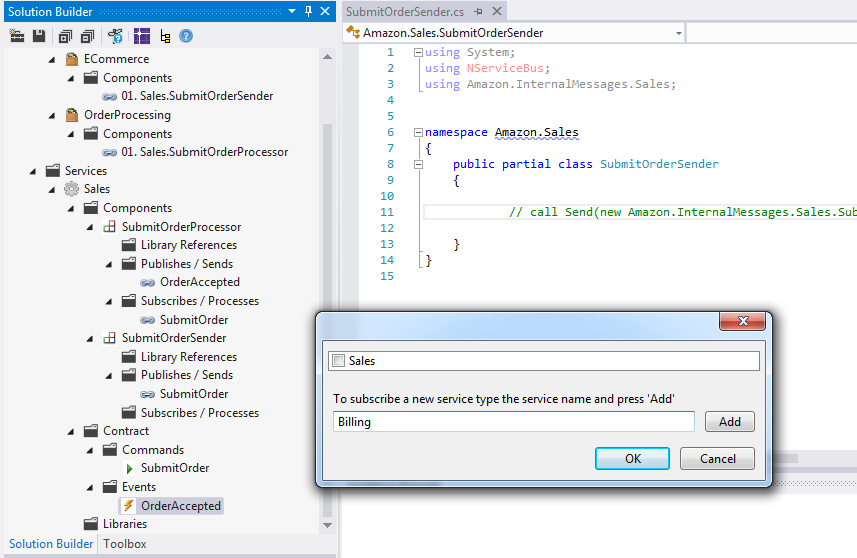 Solution Builder
ECommerce
Components
01. Sales.SubmitOrderSender
OrderProcessing
Components
01. Sales.SubmitOrderProcessor
Services
Sales
Components
SubmitOrderProcessor
Library References
Publishes / Sends
OrderAccepted
Subscribes / Processes
SubmitOrder
SubmitOrderSender
Library References
Publishes / Sends
SubmitOrder
Subscribes / Processes
Contract
Commands
SubmitOrder
Events
OrderAccepted
Libraries
Solution Builder Toolbox
SubmitOrderSender.cs
Amazon.Sales.SubmitOrderSender
1 using System;
2 using NServiceBus;
3 using Amazon.InternalMessages.Sales;
4
5
6 namespace Amazon.Sales
7 {
8 public partial class SubmitOrderSender
9 {
10
11 // call Send(new Amazon.InternalMessages.Sales.Sub
12
13 }
14 }
15
Sales
To subscribe a new service type the service name and press 'Add'
Billing Add
OK Cancel